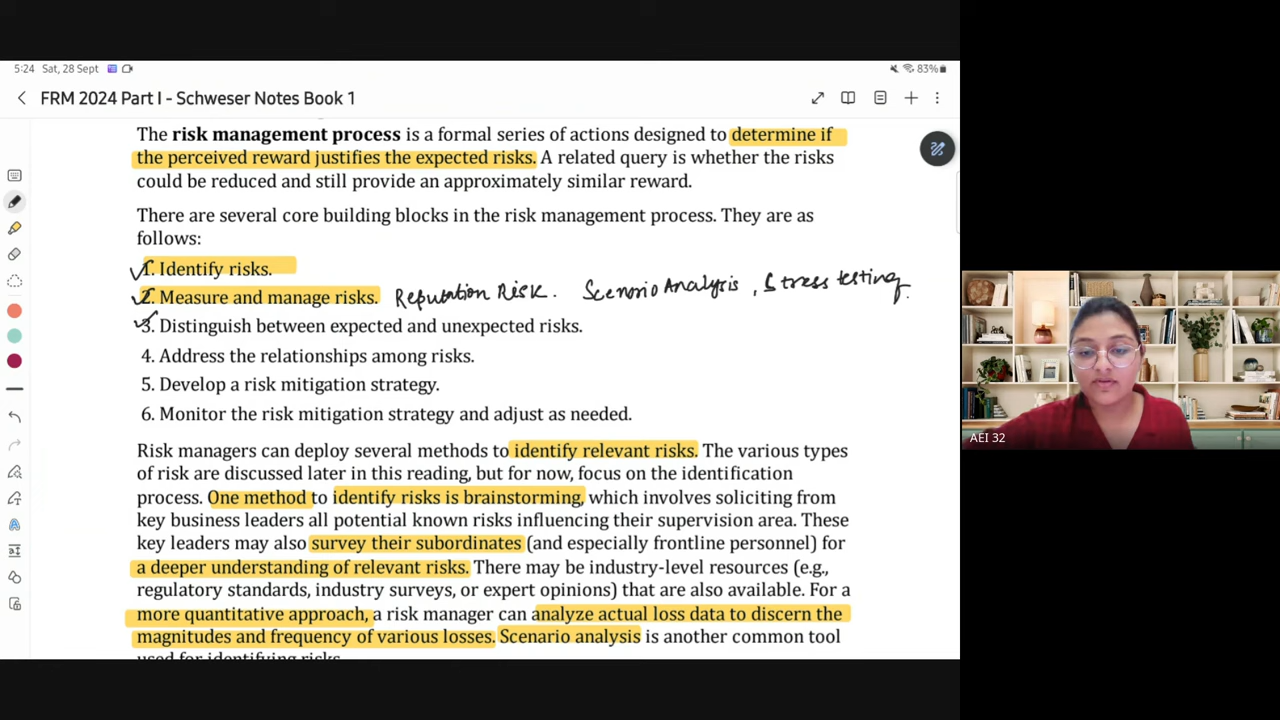 5:24 Sat, 28 Sept 83%
FRM 2024 Part I - Schweser Notes Book 1
The risk management process is a formal series of actions designed to determine if
the perceived reward justifies the expected risks. A related query is whether the risks
could be reduced and still provide an approximately similar reward.
There are several core building blocks in the risk management process. They are as
follows:
1. Identify risks.
2. Measure and manage risks. Reputation Risk. Scenario Analysis, Stress testing.
3. Distinguish between expected and unexpected risks.
4. Address the relationships among risks.
5. Develop a risk mitigation strategy.
6. Monitor the risk mitigation strategy and adjust as needed.
Risk managers can deploy several methods to identify relevant risks. The various types
of risk are discussed later in this reading, but for now, focus on the identification
process. One method to identify risks is brainstorming, which involves soliciting from
key business leaders all potential known risks influencing their supervision area. These
key leaders may also survey their subordinates (and especially frontline personnel) for
a deeper understanding of relevant risks. There may be industry-level resources (e.g.,
regulatory standards, industry surveys, or expert opinions) that are also available. For a
more quantitative approach, a risk manager can analyze actual loss data to discern the
magnitudes and frequency of various losses. Scenario analysis is another common tool
used for identifying risks.
AEI 32